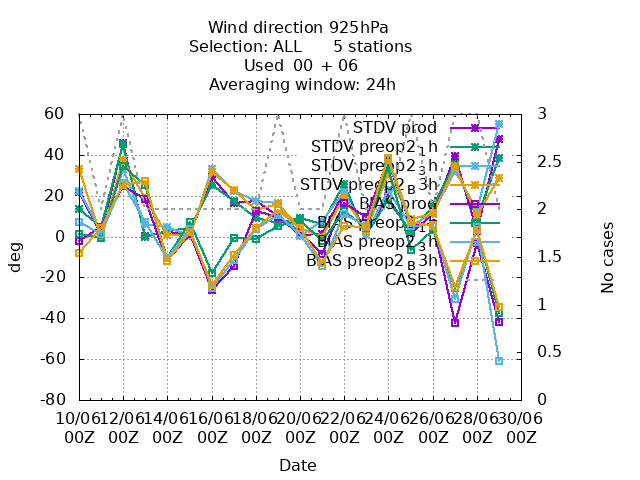 Wind direction 925hPa
Selection: ALL 5 stations
Used 00 + 06
Averaging window: 24h
60
40
20
0
-20
-40
-60
-80
deg
3
2.5
2
1.5
1
0.5
0
No cases
STDV prod
STDV preop2_1h
STDV preop2_3h
STDV preop2_B_3h
BIAS prod
BIAS preop2_1h
BIAS preop2_3h
BIAS preop2_B_3h
CASES
10/06 12/06 14/06 16/06 18/06 20/06 22/06 24/06 26/06 28/06 30/06
00Z 00Z 00Z 00Z 00Z 00Z 00Z 00Z 00Z 00Z 00Z
Date